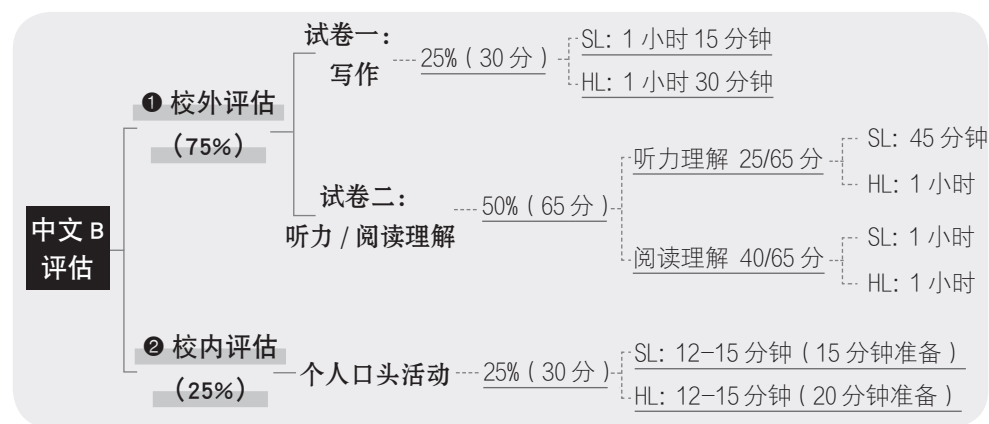 中文 B
评估
❶ 校外评估
（75%）
试卷一：
写作
25%（30 分）
SL: 1 小时 15 分钟
HL: 1 小时 30 分钟
试卷二：
听力 / 阅读理解
50%（65 分）
听力理解 25/65 分
SL: 45 分钟
HL: 1 小时
阅读理解 40/65 分
SL: 1 小时
HL: 1 小时
❷ 校内评估
（25%）
个人口头活动
25%（30 分）
SL: 12-15 分钟（15 分钟准备）
HL: 12-15 分钟（20 分钟准备）